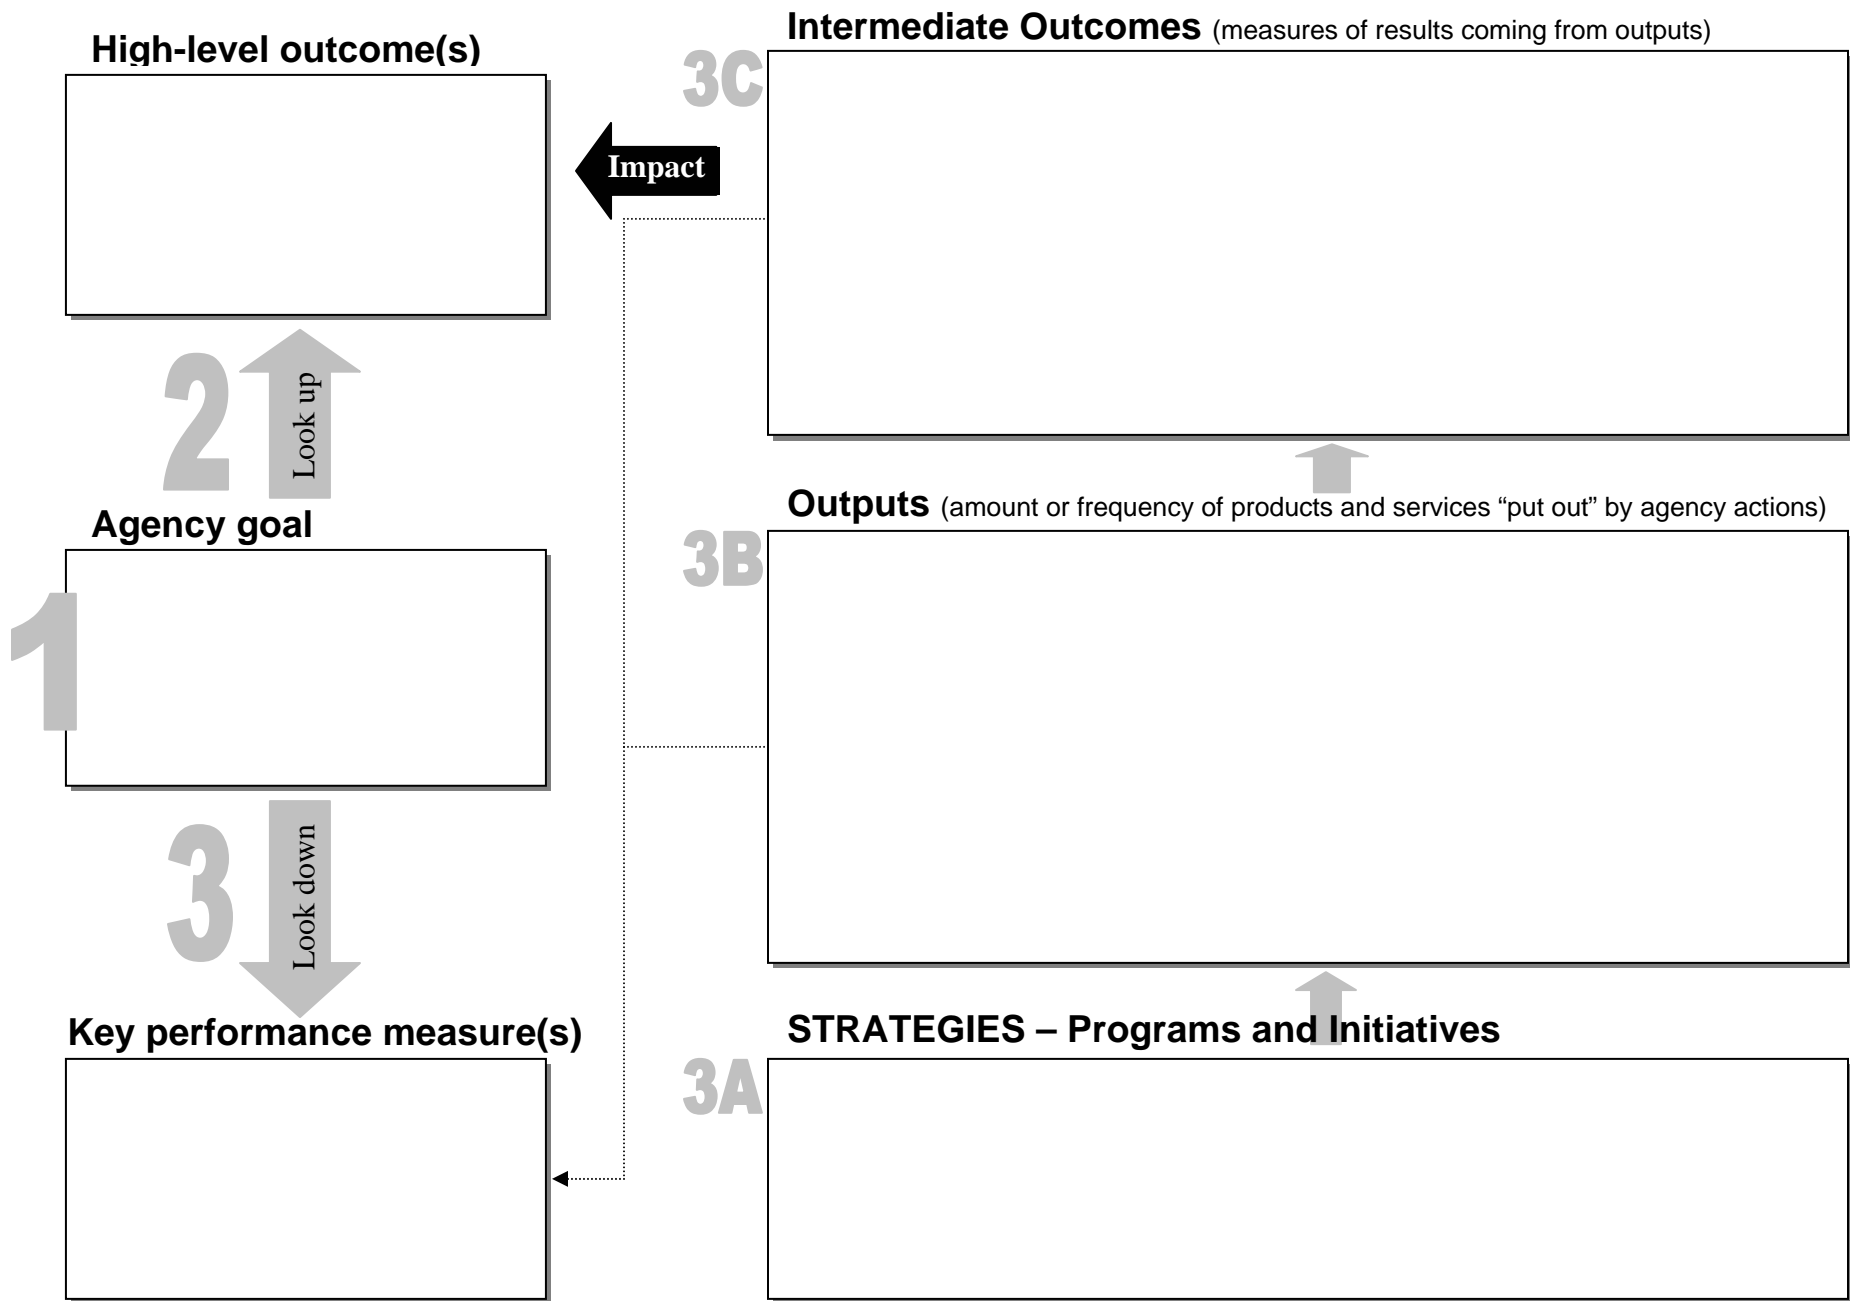 High-level outcome(s)
2
Look up
Agency goal
1
3
Look down
Key performance measure(s)
Impact
Intermediate Outcomes (measures of results coming from outputs)
3C
Outputs (amount or frequency of products and services “put out” by agency actions)
3B
STRATEGIES – Programs and Initiatives
3A